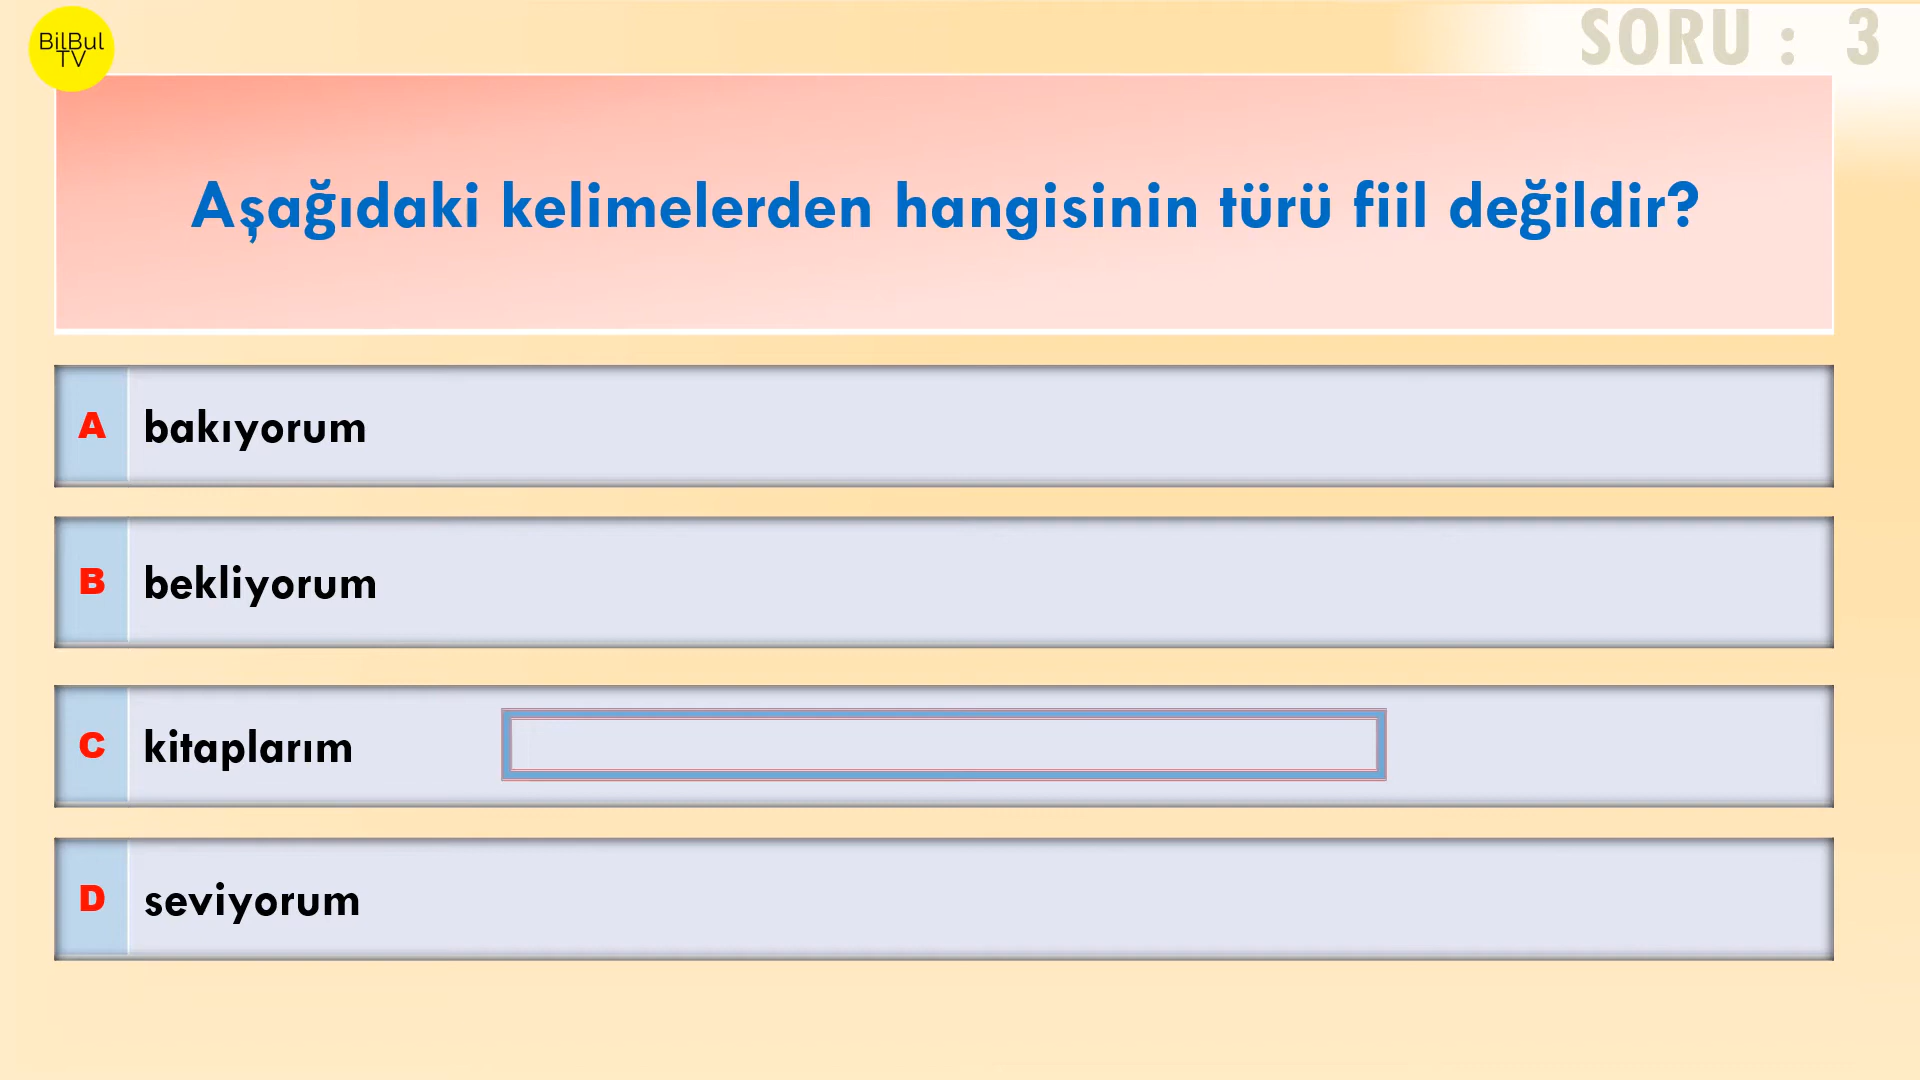 BilBul
TV
SORU : 3
Aşağıdaki kelimelerden hangisinin türü fiil değildir?
A bakıyorum
B bekliyorum
C kitaplarım
D seviyorum